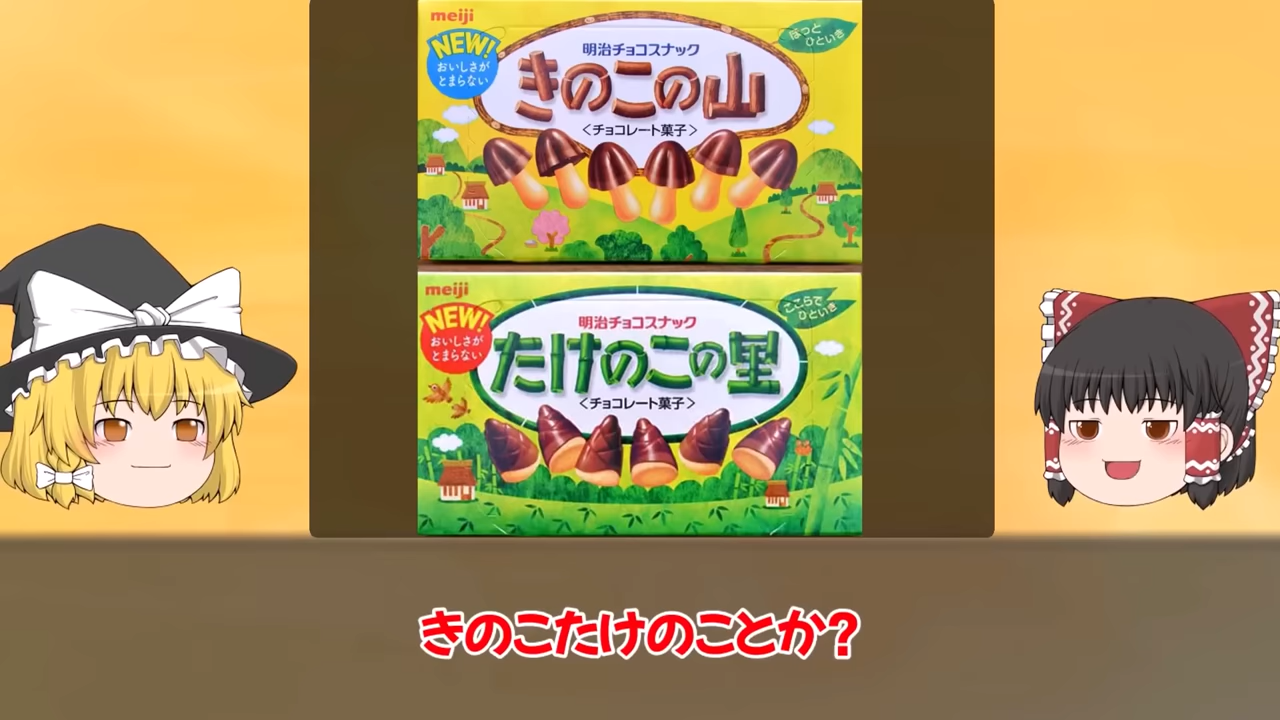 meiji
NEW!
おいしさが
とまらない
明治チョコスナック
きのこの山
〈チョコレート菓子〉
ほっと
ひといき
meiji
NEW!
おいしさが
とまらない
明治チョコスナック
たけのこの里
〈チョコレート菓子〉
ここらで
ひといき
きのこたけのことか?